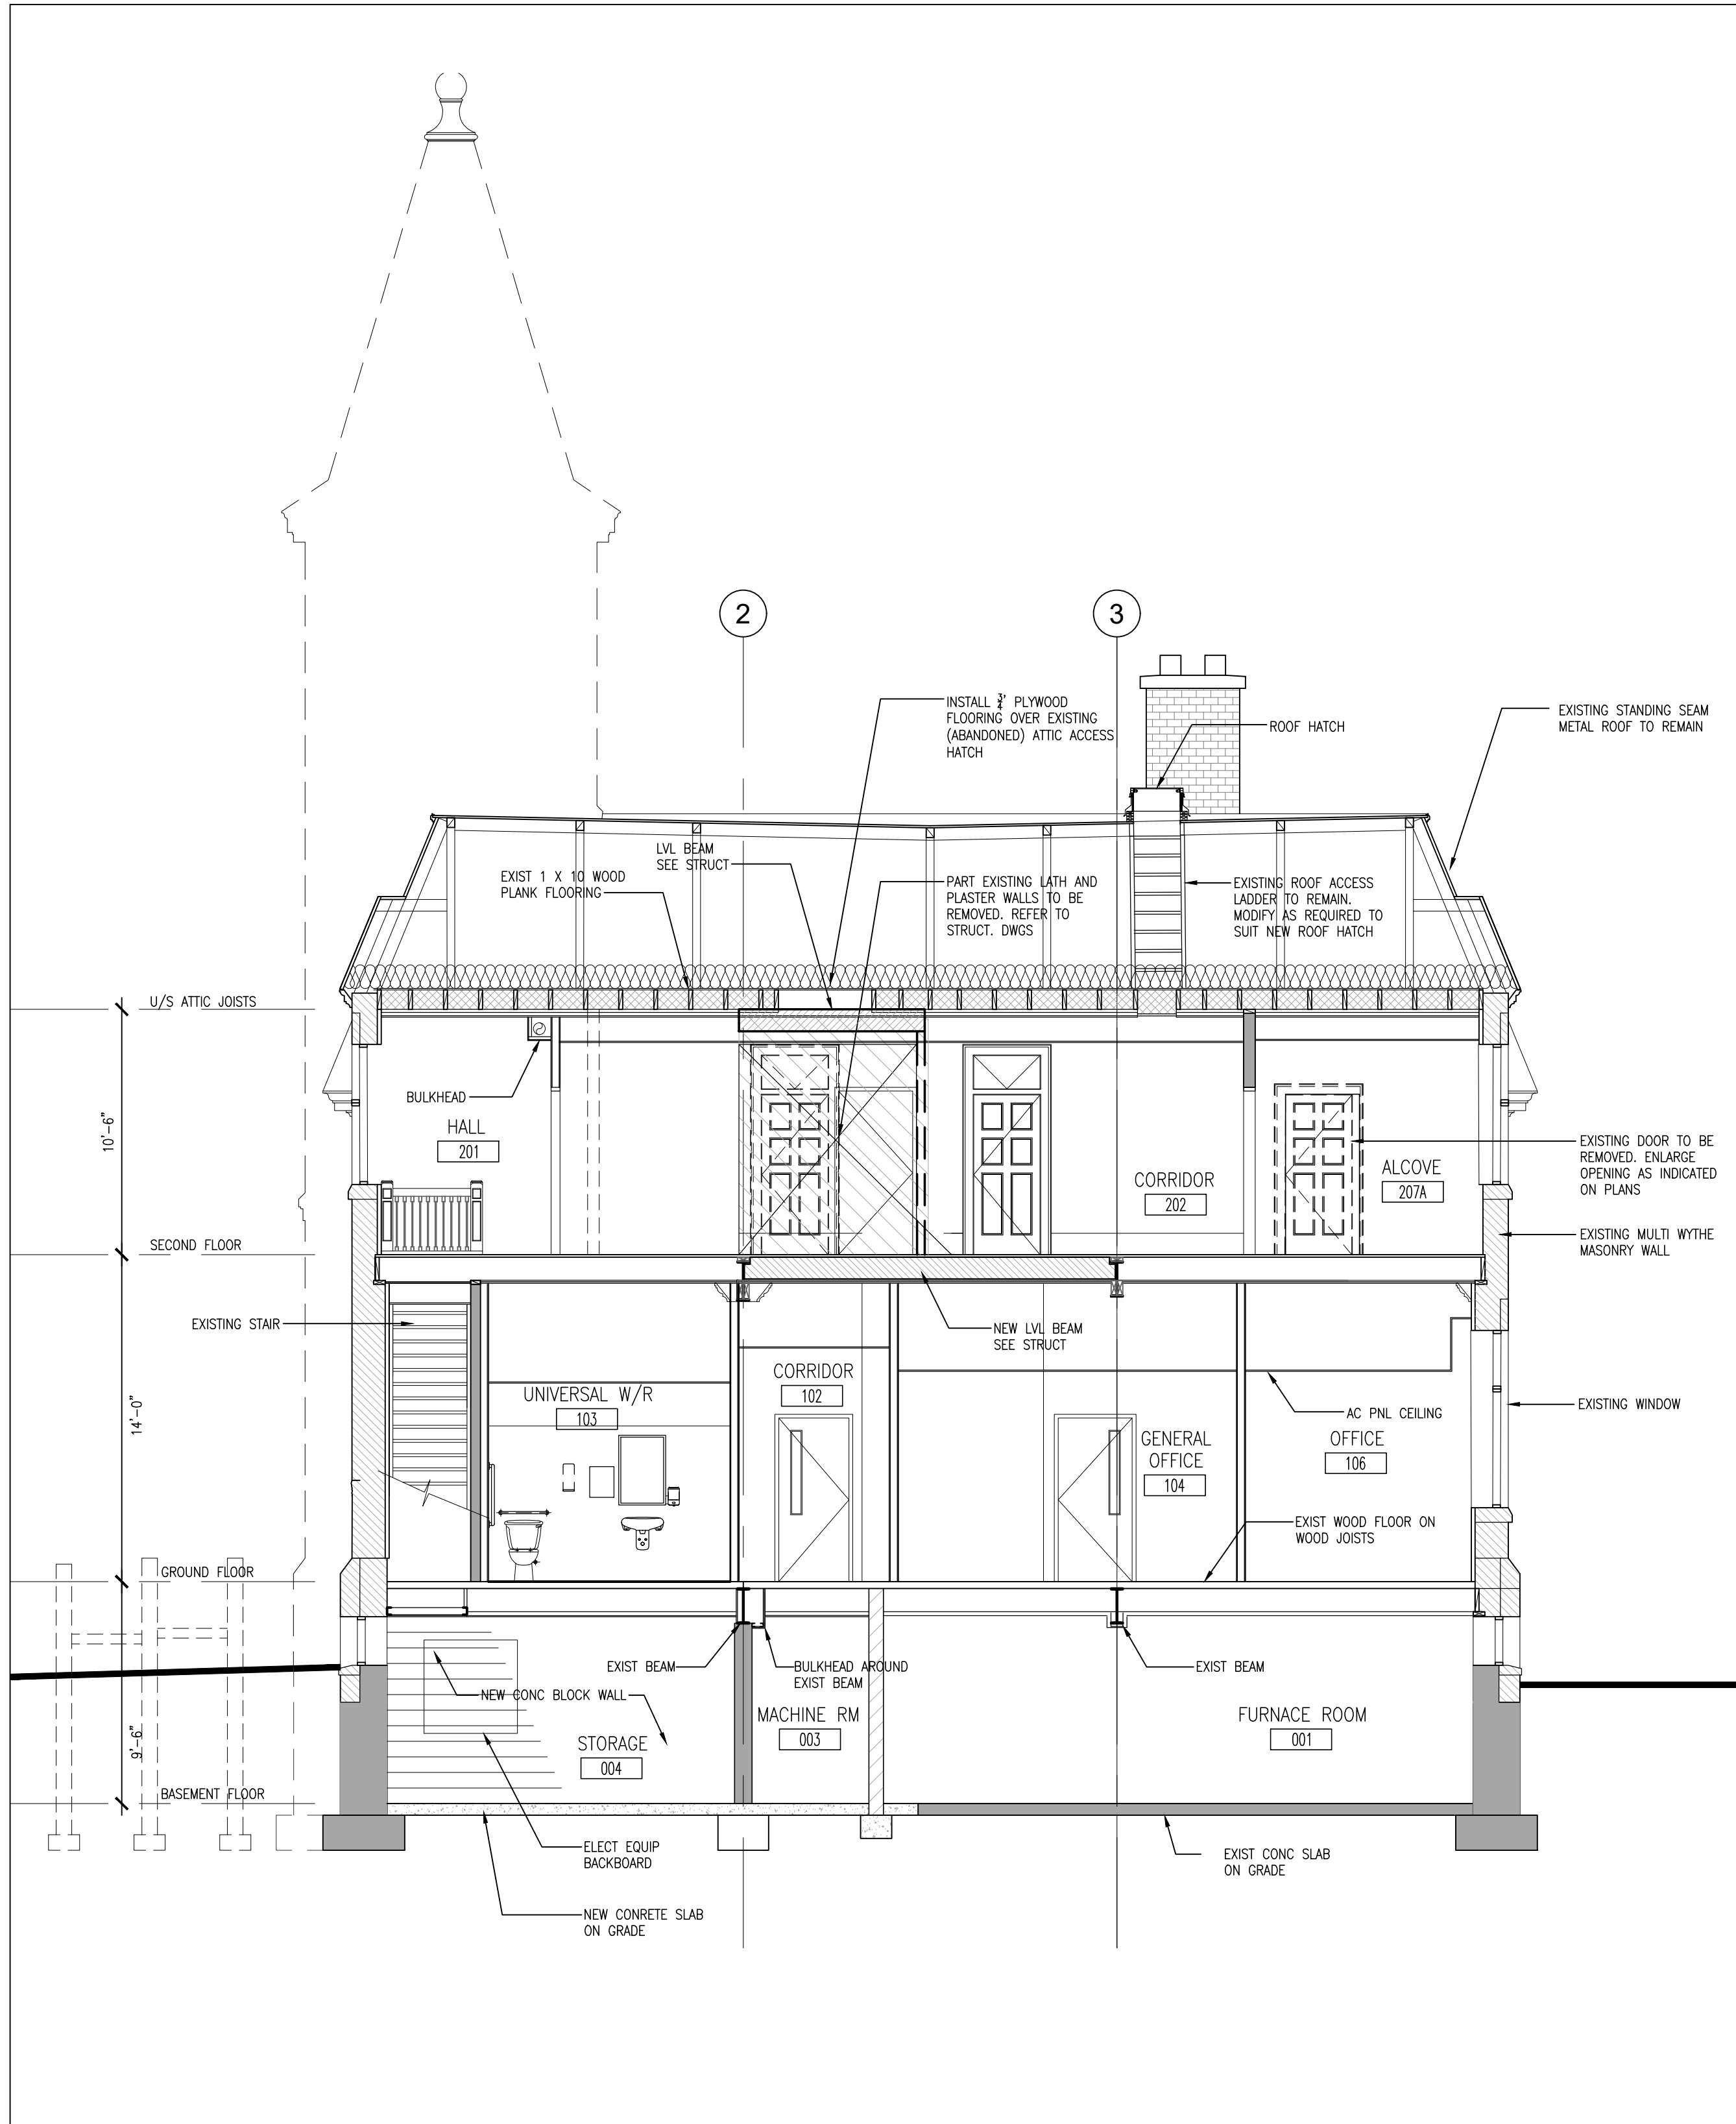 2
3
INSTALL 3/4' PLYWOOD
FLOORING OVER EXISTING
(ABANDONED) ATTIC ACCESS
HATCH
ROOF HATCH
EXISTING STANDING SEAM
METAL ROOF TO REMAIN
LVL BEAM
SEE STRUCT
EXIST 1 X 10 WOOD
PLANK FLOORING
PART EXISTING LATH AND
PLASTER WALLS TO BE
REMOVED. REFER TO
STRUCT. DWGS
EXISTING ROOF ACCESS
LADDER TO REMAIN.
MODIFY AS REQUIRED TO
SUIT NEW ROOF HATCH
U/S ATTIC JOISTS
10'-6"
BULKHEAD
HALL
201
CORRIDOR
202
ALCOVE
207A
EXISTING DOOR TO BE
REMOVED. ENLARGE
OPENING AS INDICATED
ON PLANS
EXISTING MULTI WYTHE
MASONRY WALL
SECOND FLOOR
14'-0"
EXISTING STAIR
NEW LVL BEAM
SEE STRUCT
UNIVERSAL W/R
103
CORRIDOR
102
AC PNL CEILING
EXISTING WINDOW
GENERAL
OFFICE
104
OFFICE
106
EXIST WOOD FLOOR ON
WOOD JOISTS
GROUND FLOOR
9'-6"
EXIST BEAM
BULKHEAD AROUND
EXIST BEAM
EXIST BEAM
NEW CONC BLOCK WALL
STORAGE
004
MACHINE RM
003
FURNACE ROOM
001
BASEMENT FLOOR
ELECT EQUIP
BACKBOARD
EXIST CONC SLAB
ON GRADE
NEW CONRETE SLAB
ON GRADE